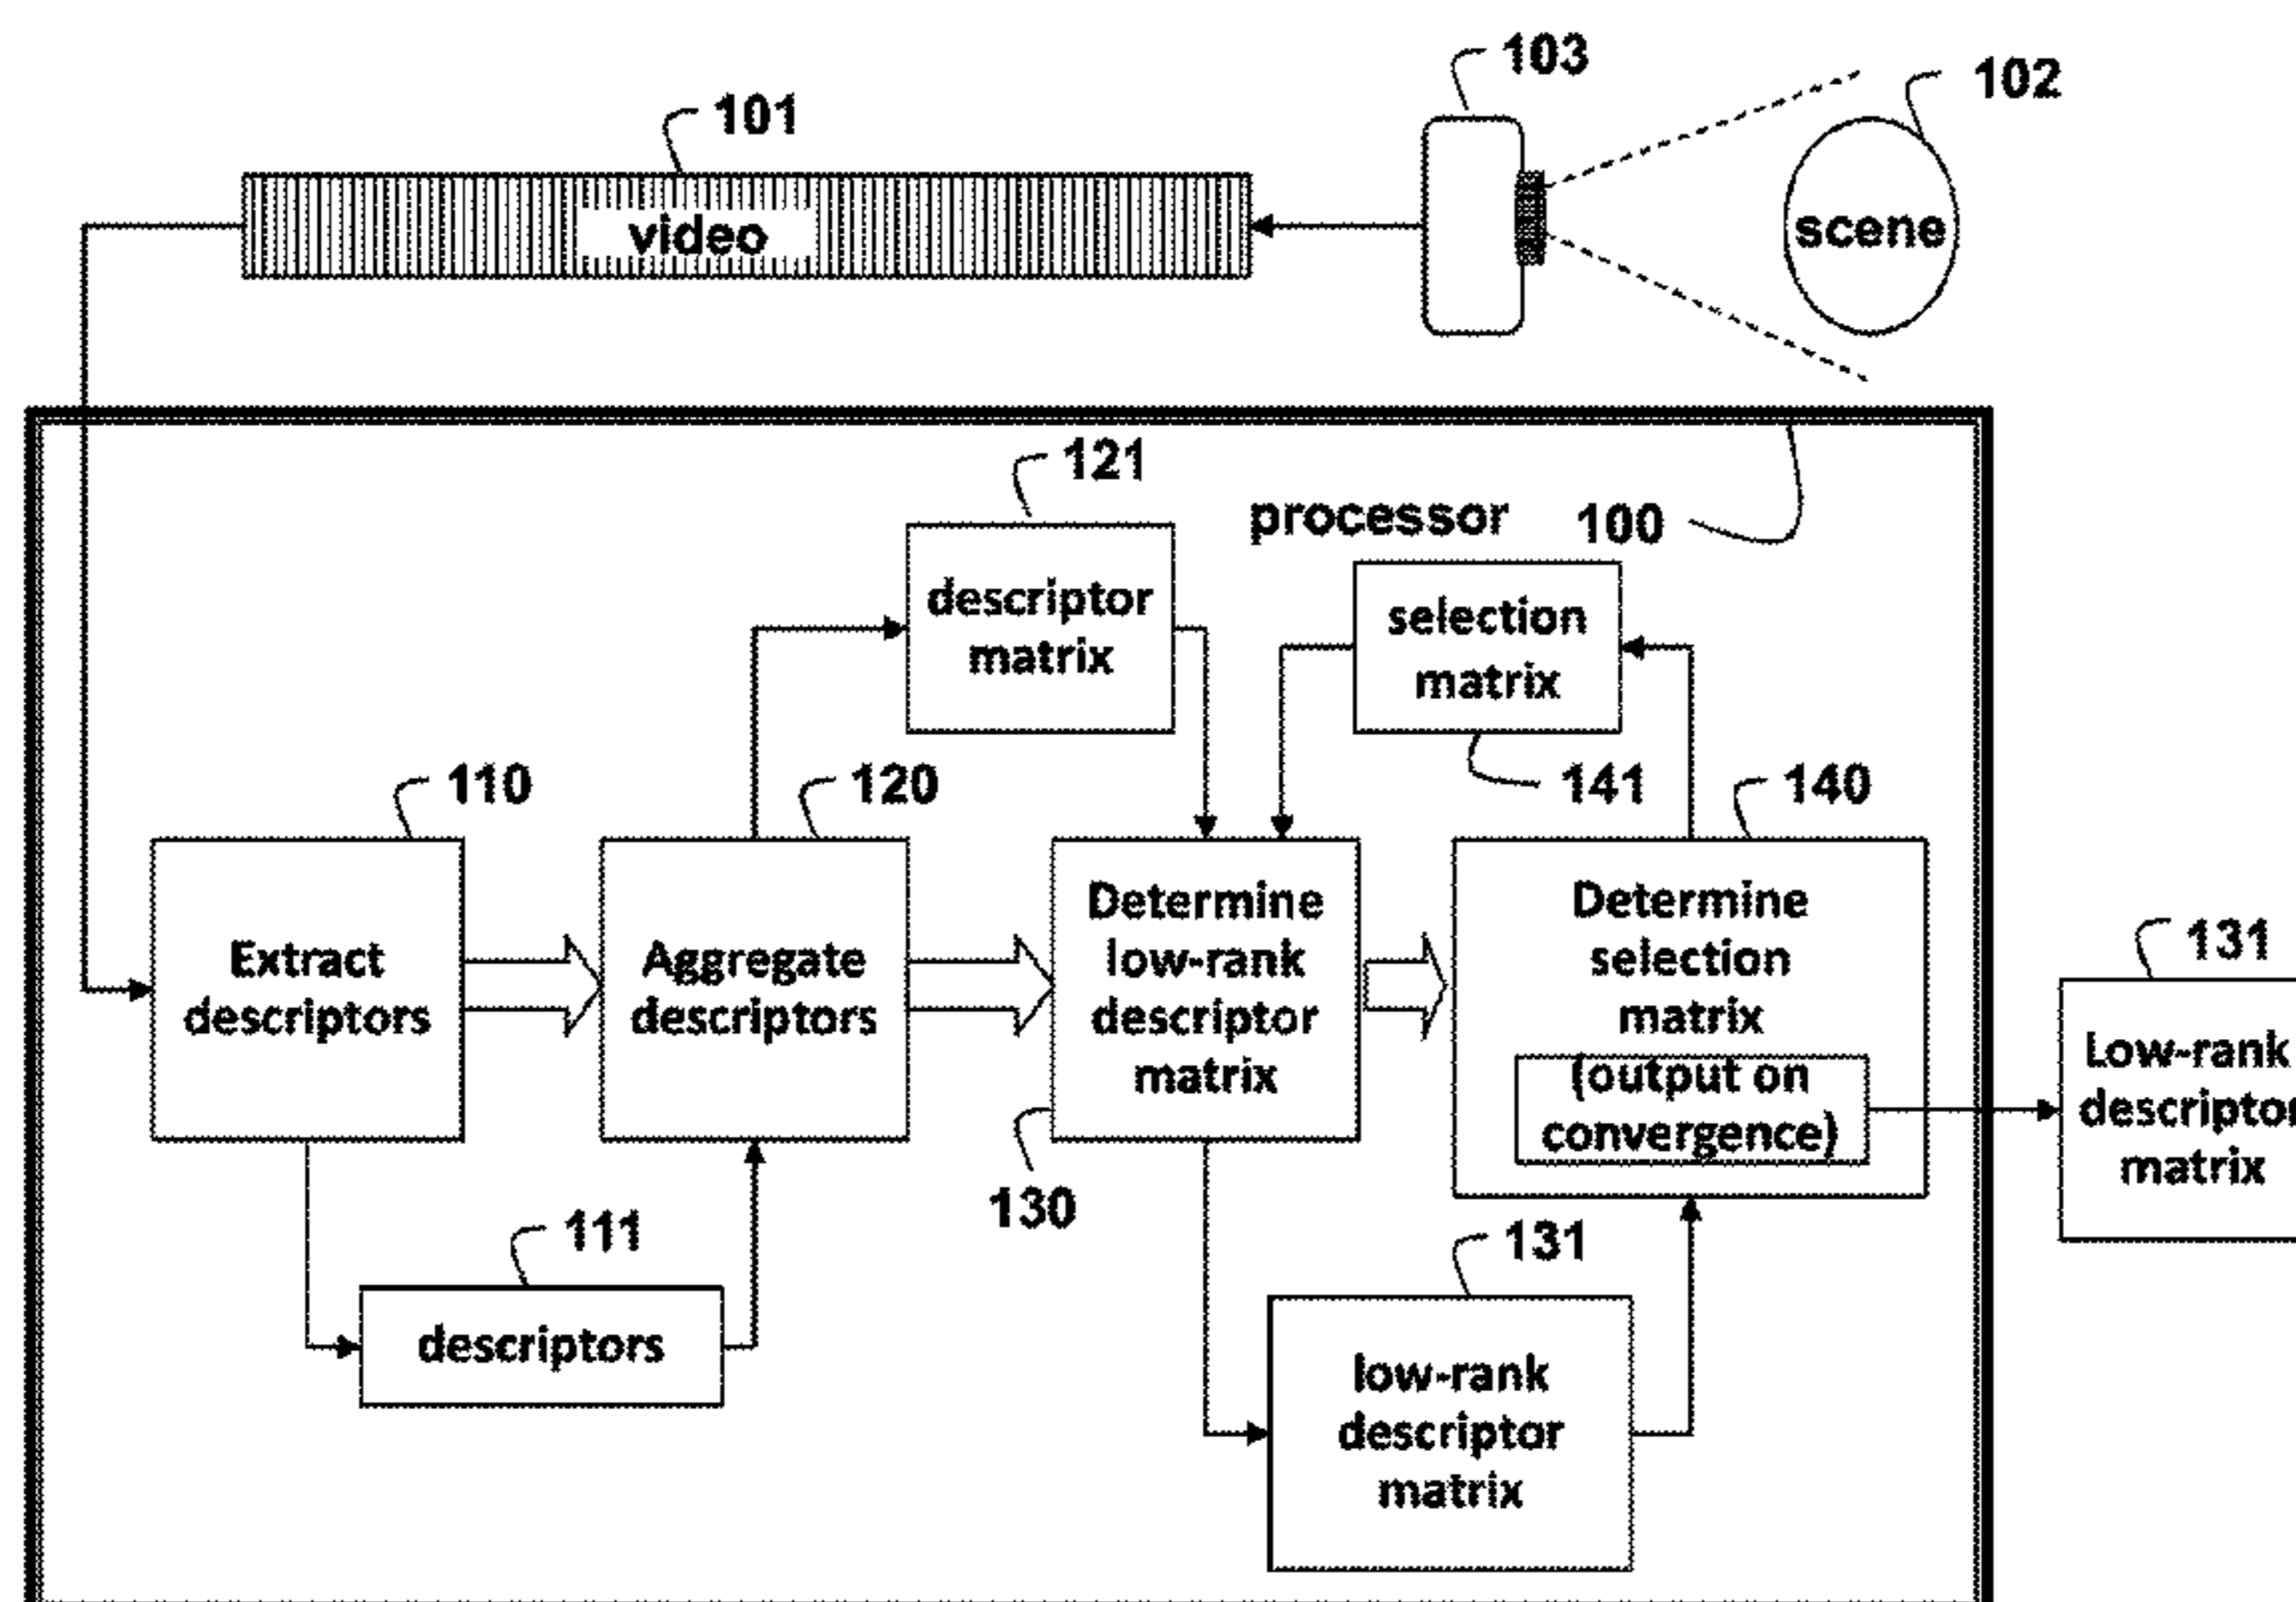 103
102
101
video
scene
121
processor 100
descriptor
matrix
selection
matrix
141
110
120
140
Extract
descriptors
Aggregate
descriptors
Determine
low-rank
descriptor
matrix
Determine
selection
matrix
(output on
convergence)
131
Low-rank
descriptor
matrix
130
111
descriptors
131
low-rank
descriptor
matrix